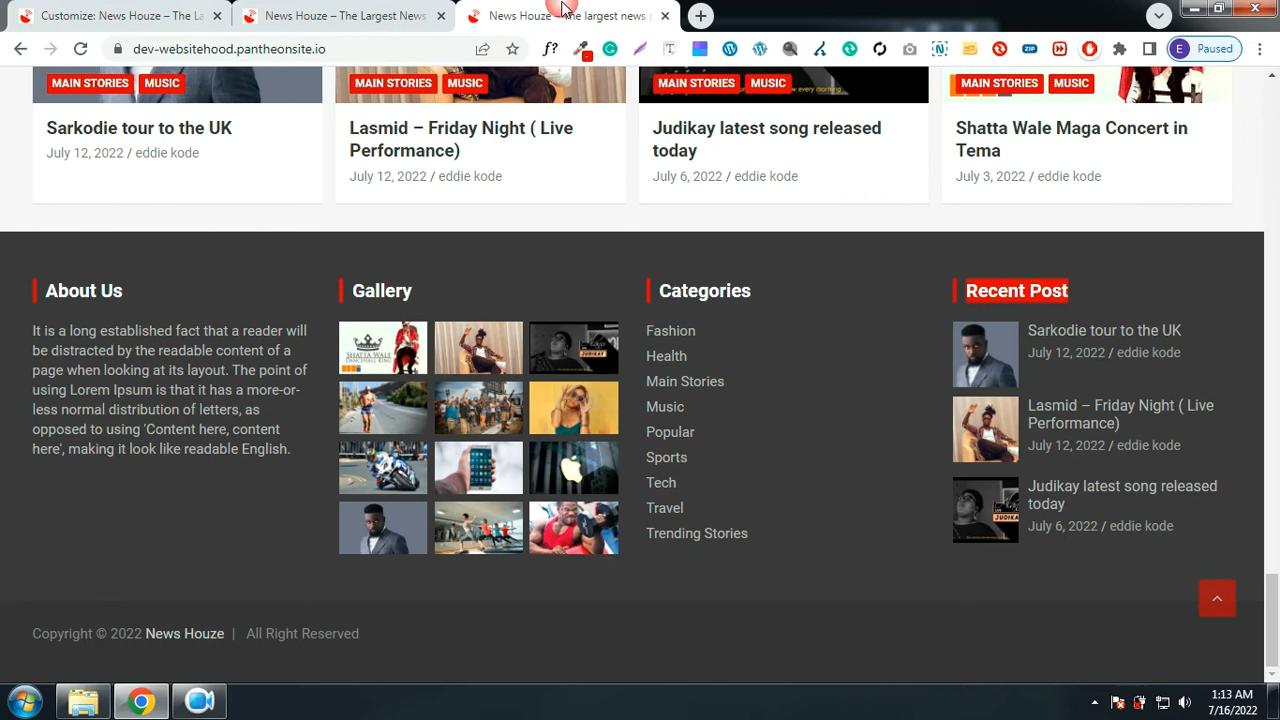 Customize: News Houze – The La
News Houze – The Largest News
News Houze – The largest news
dev-websitehood.pantheonsite.io
f?
T
ZIP
E Paused
MAIN STORIES MUSIC
MAIN STORIES MUSIC
MAIN STORIES MUSIC
MAIN STORIES MUSIC
Sarkodie tour to the UK
July 12, 2022 / eddie kode
Lasmid – Friday Night ( Live
Performance)
July 12, 2022 / eddie kode
Judikay latest song released
today
July 6, 2022 / eddie kode
Shatta Wale Maga Concert in
Tema
July 3, 2022 / eddie kode
About Us
It is a long established fact that a reader will
be distracted by the readable content of a
page when looking at its layout. The point of
using Lorem Ipsum is that it has a more-or-
less normal distribution of letters, as
opposed to using 'Content here, content
here', making it look like readable English.
Gallery
SHATTA WALE
DANCEHALL KING
JUDIKAY
Categories
Fashion
Health
Main Stories
Music
Popular
Sports
Tech
Travel
Trending Stories
Recent Post
Sarkodie tour to the UK
July 12, 2022 / eddie kode
Lasmid – Friday Night ( Live
Performance)
July 12, 2022 / eddie kode
Judikay latest song released
today
July 6, 2022 / eddie kode
Copyright © 2022 News Houze | All Right Reserved
1:13 AM
7/16/2022